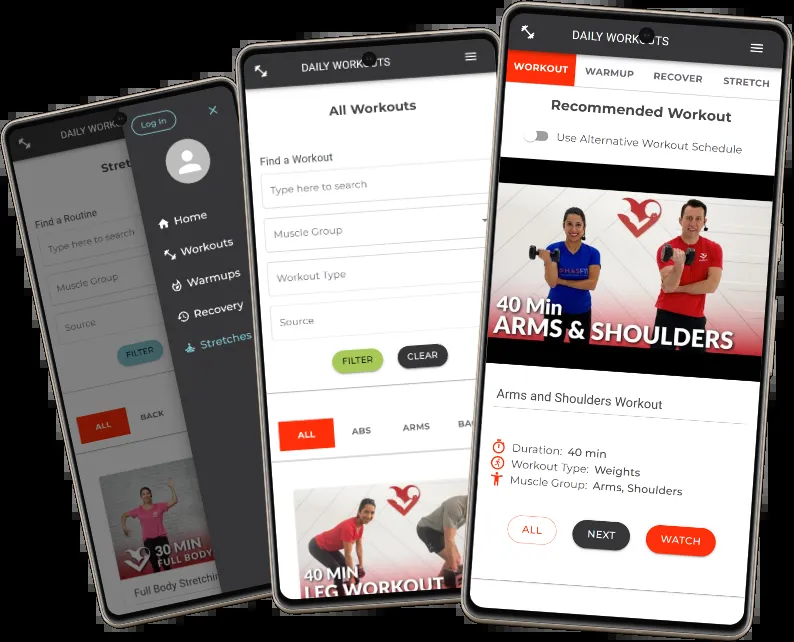 DAILY WORK
Log In
×
Stret
Find a Routine
Type here to search
Muscle Group
Source
FILTER
ALL
BACK
Home
Workouts
Warmups
Recovery
Stretches
30 MIN
FULL BODY
Full Body Stretchin
DAILY WORKOUTS
All Workouts
Find a Workout
Type here to search
Muscle Group
Workout Type
Source
FILTER
CLEAR
ALL
ABS
ARMS
BA
40 MIN
LEG WORKOUT
DAILY WORKOUTS
WORKOUT
WARMUP
RECOVER
STRETCH
Recommended Workout
Use Alternative Workout Schedule
40 Min
ARMS & SHOULDERS
Arms and Shoulders Workout
Duration: 40 min
Workout Type: Weights
Muscle Group: Arms, Shoulders
ALL
NEXT
WATCH